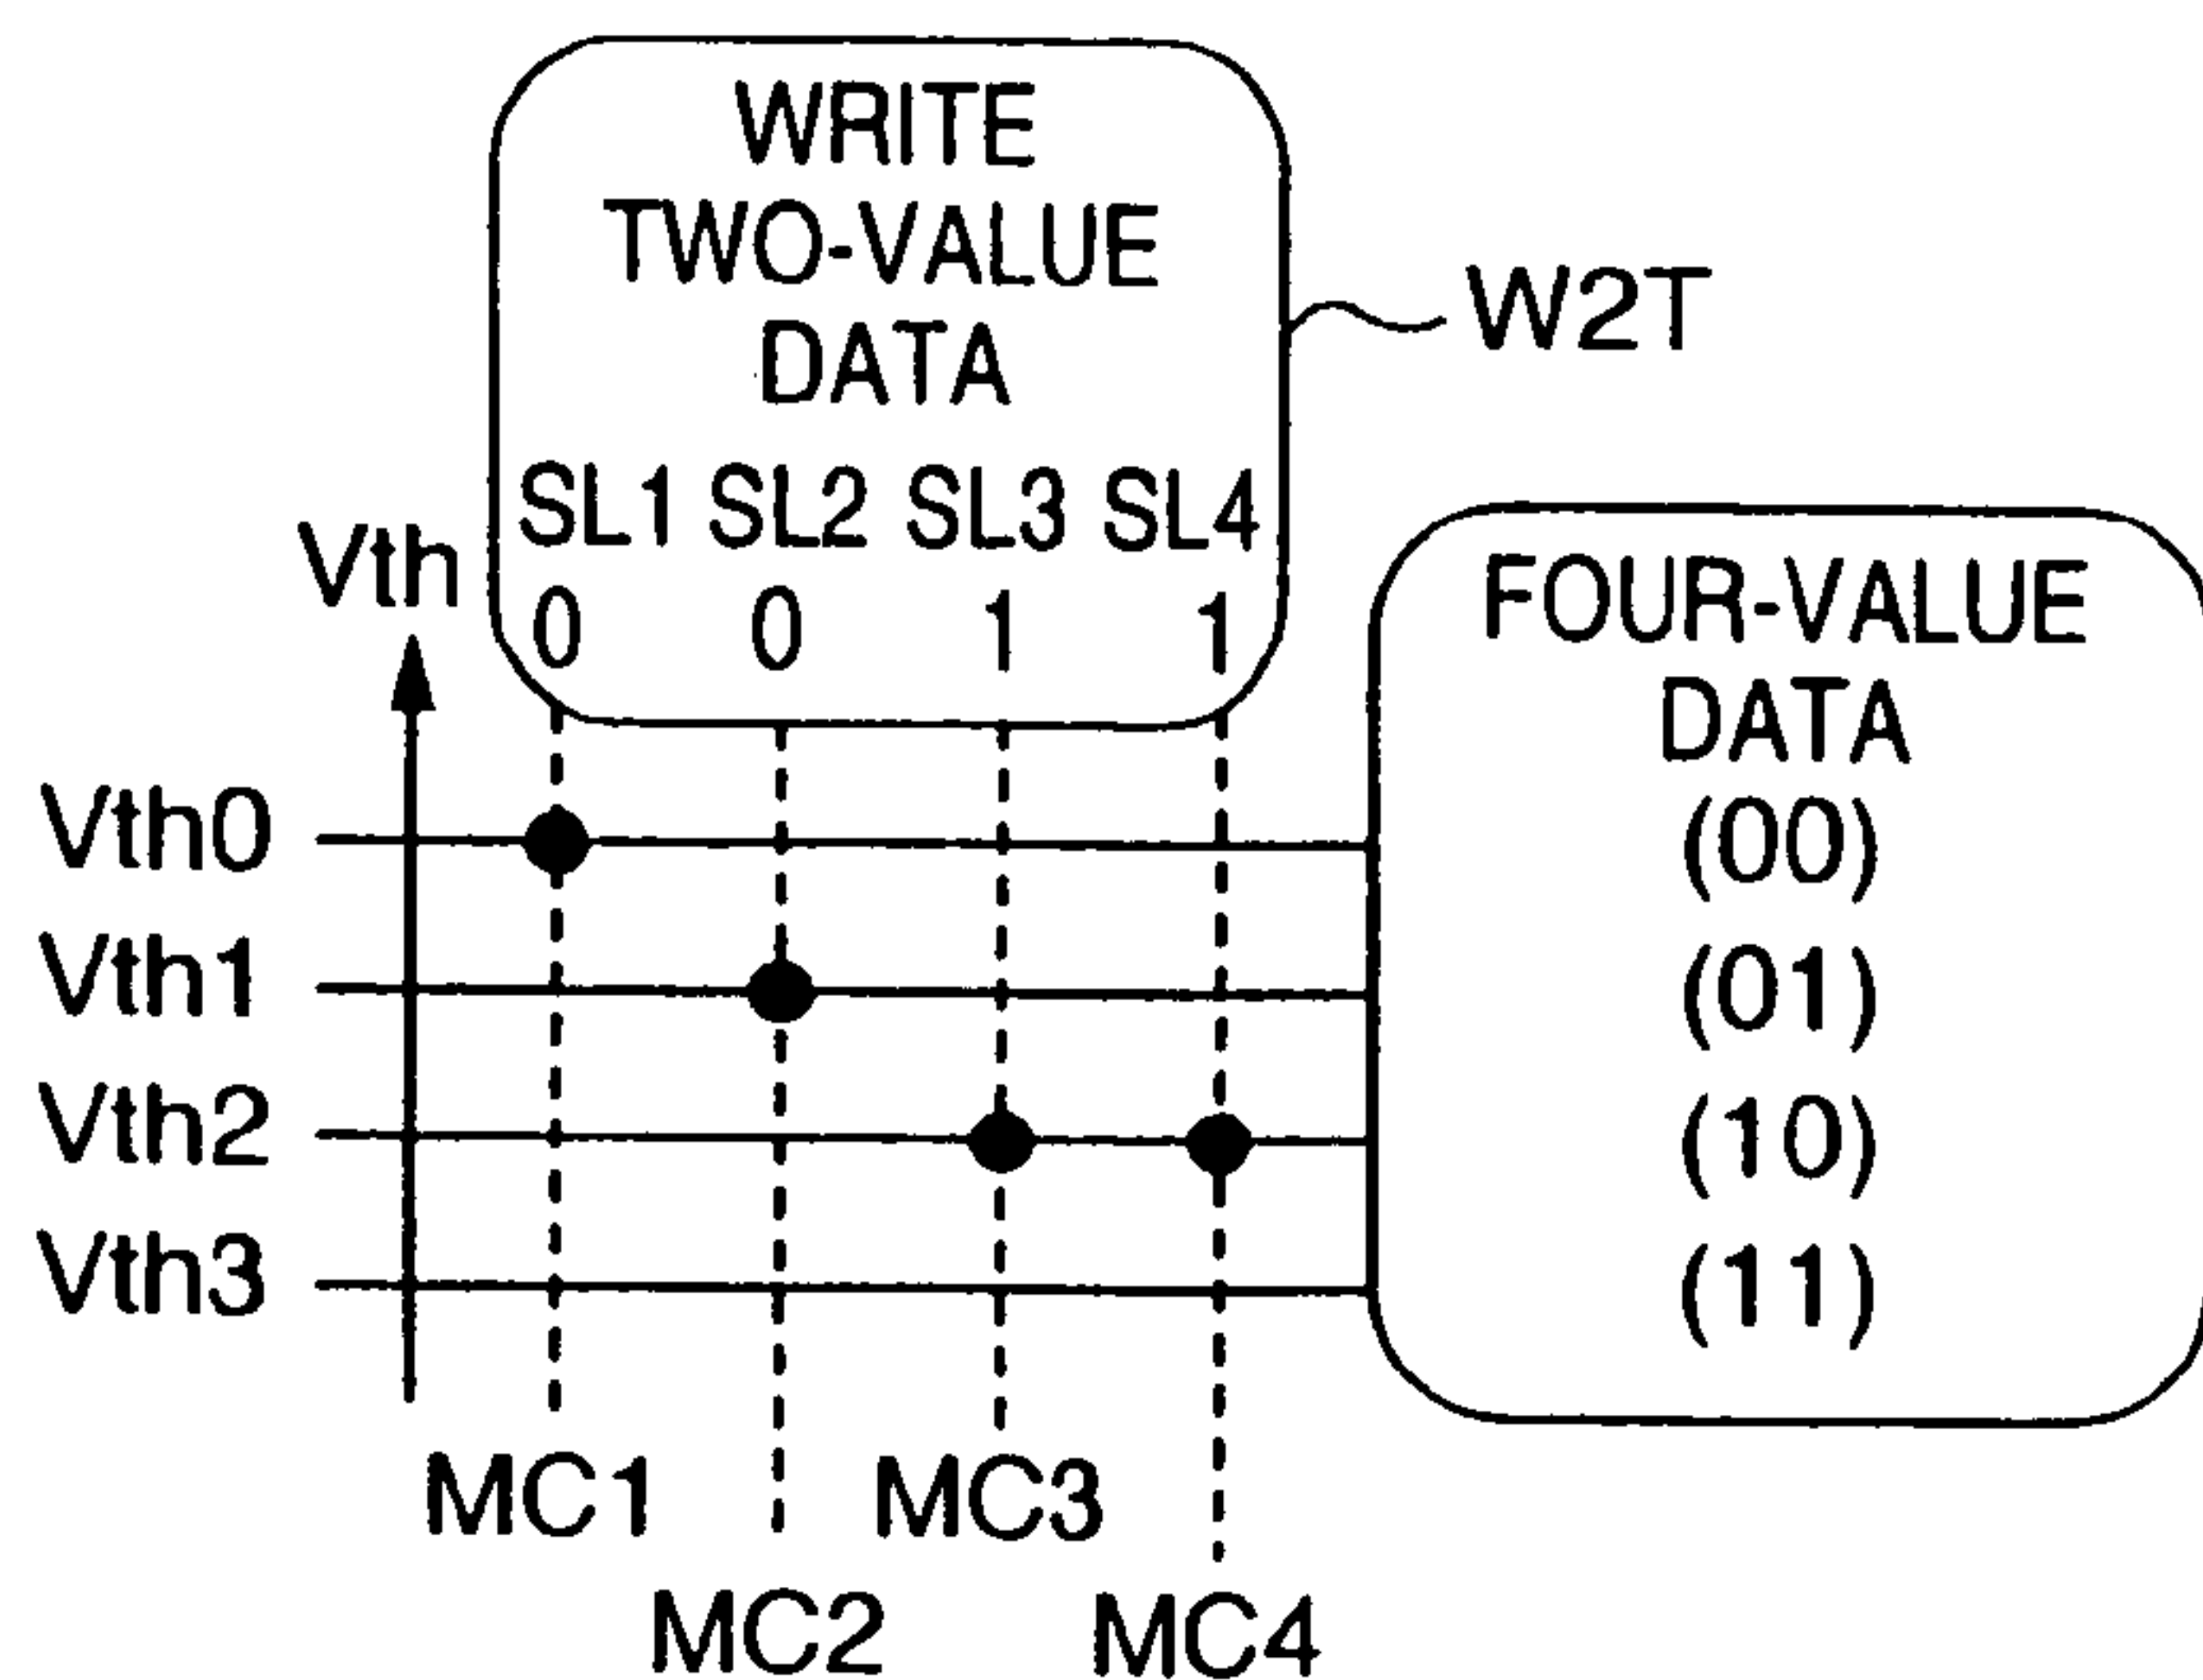 WRITE
TWO-VALUE
DATA
SL1 SL2 SL3 SL4
0 0 1 1
W2T
Vth
FOUR-VALUE
DATA
(00)
(01)
(10)
(11)
Vth0
Vth1
Vth2
Vth3
MC1
MC2
MC3
MC4